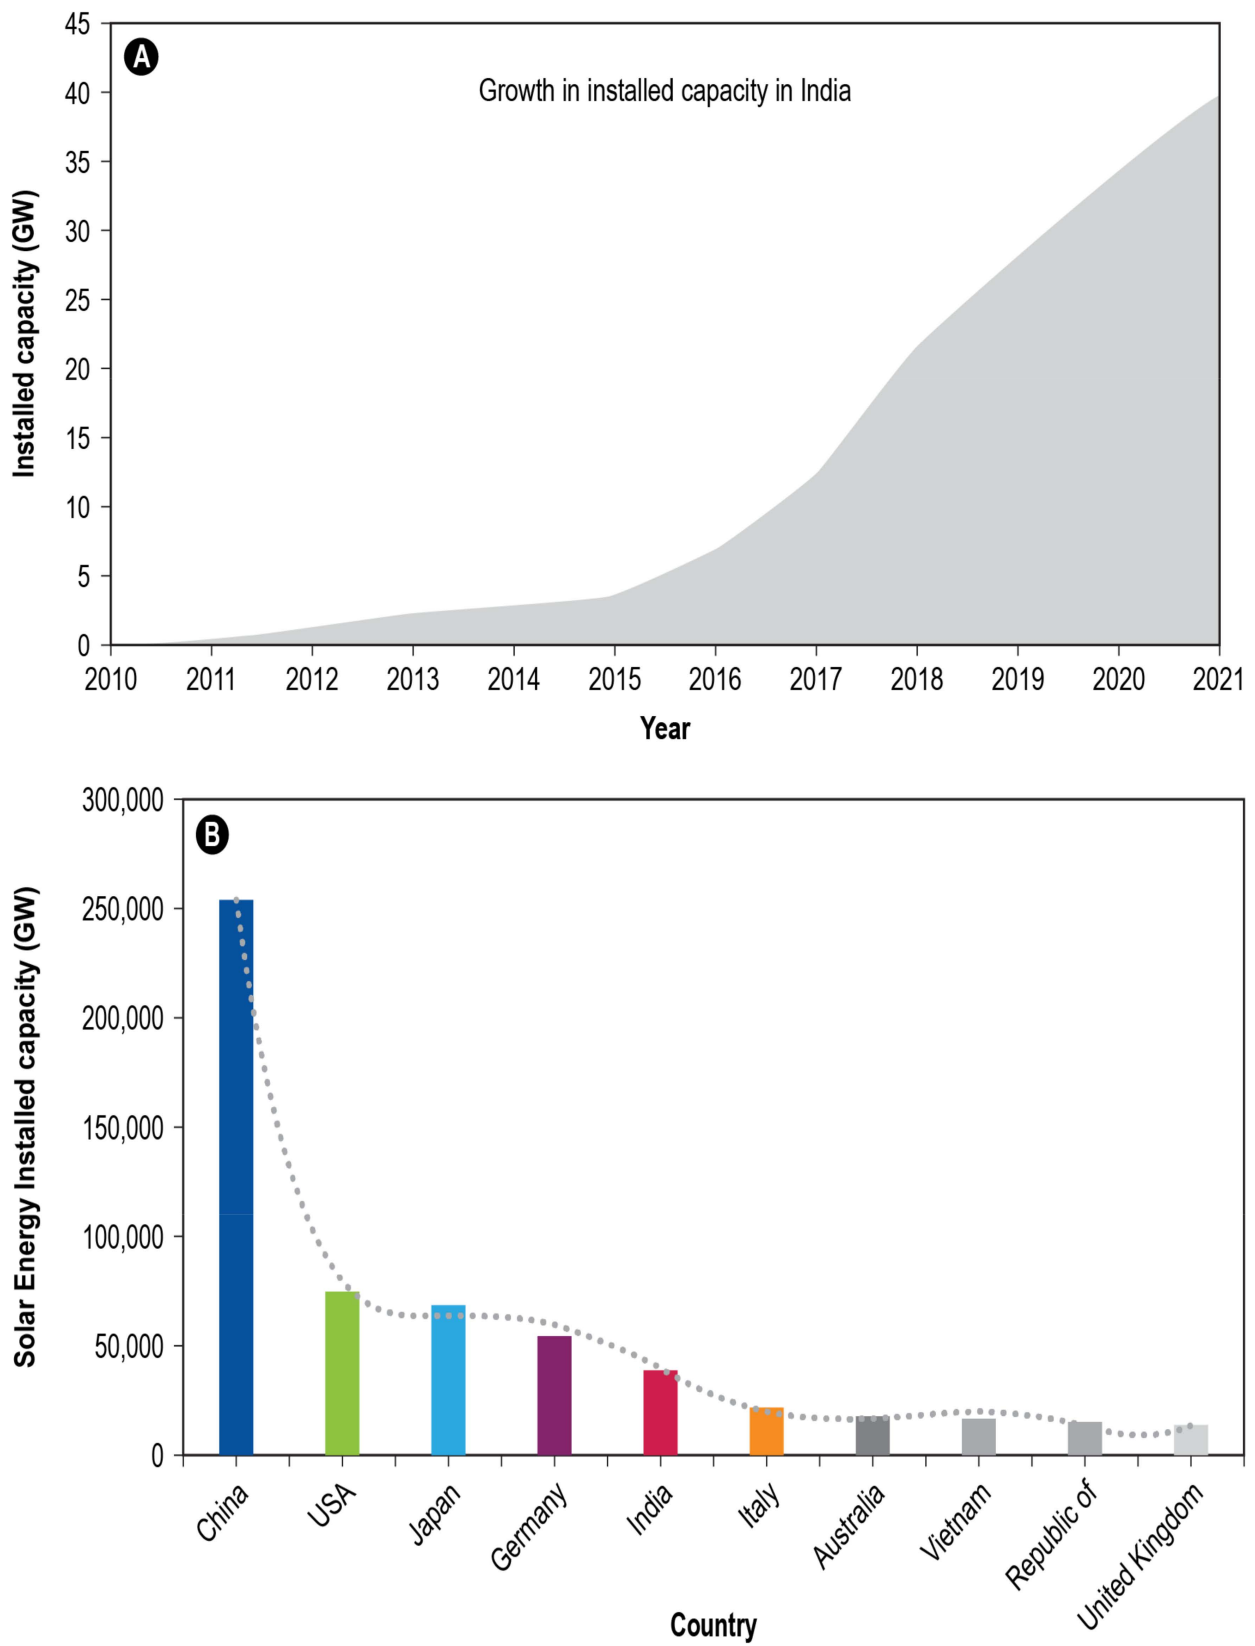 A
Growth in installed capacity in India
Installed capacity (GW)
45
40
35
30
25
20
15
10
5
0
2010 2011 2012 2013 2014 2015 2016 2017 2018 2019 2020 2021
Year
B
Solar Energy Installed capacity (GW)
300,000
250,000
200,000
150,000
100,000
50,000
0
China
USA
Japan
Germany
India
Italy
Australia
Vietnam
Republic of
United Kingdom
Country